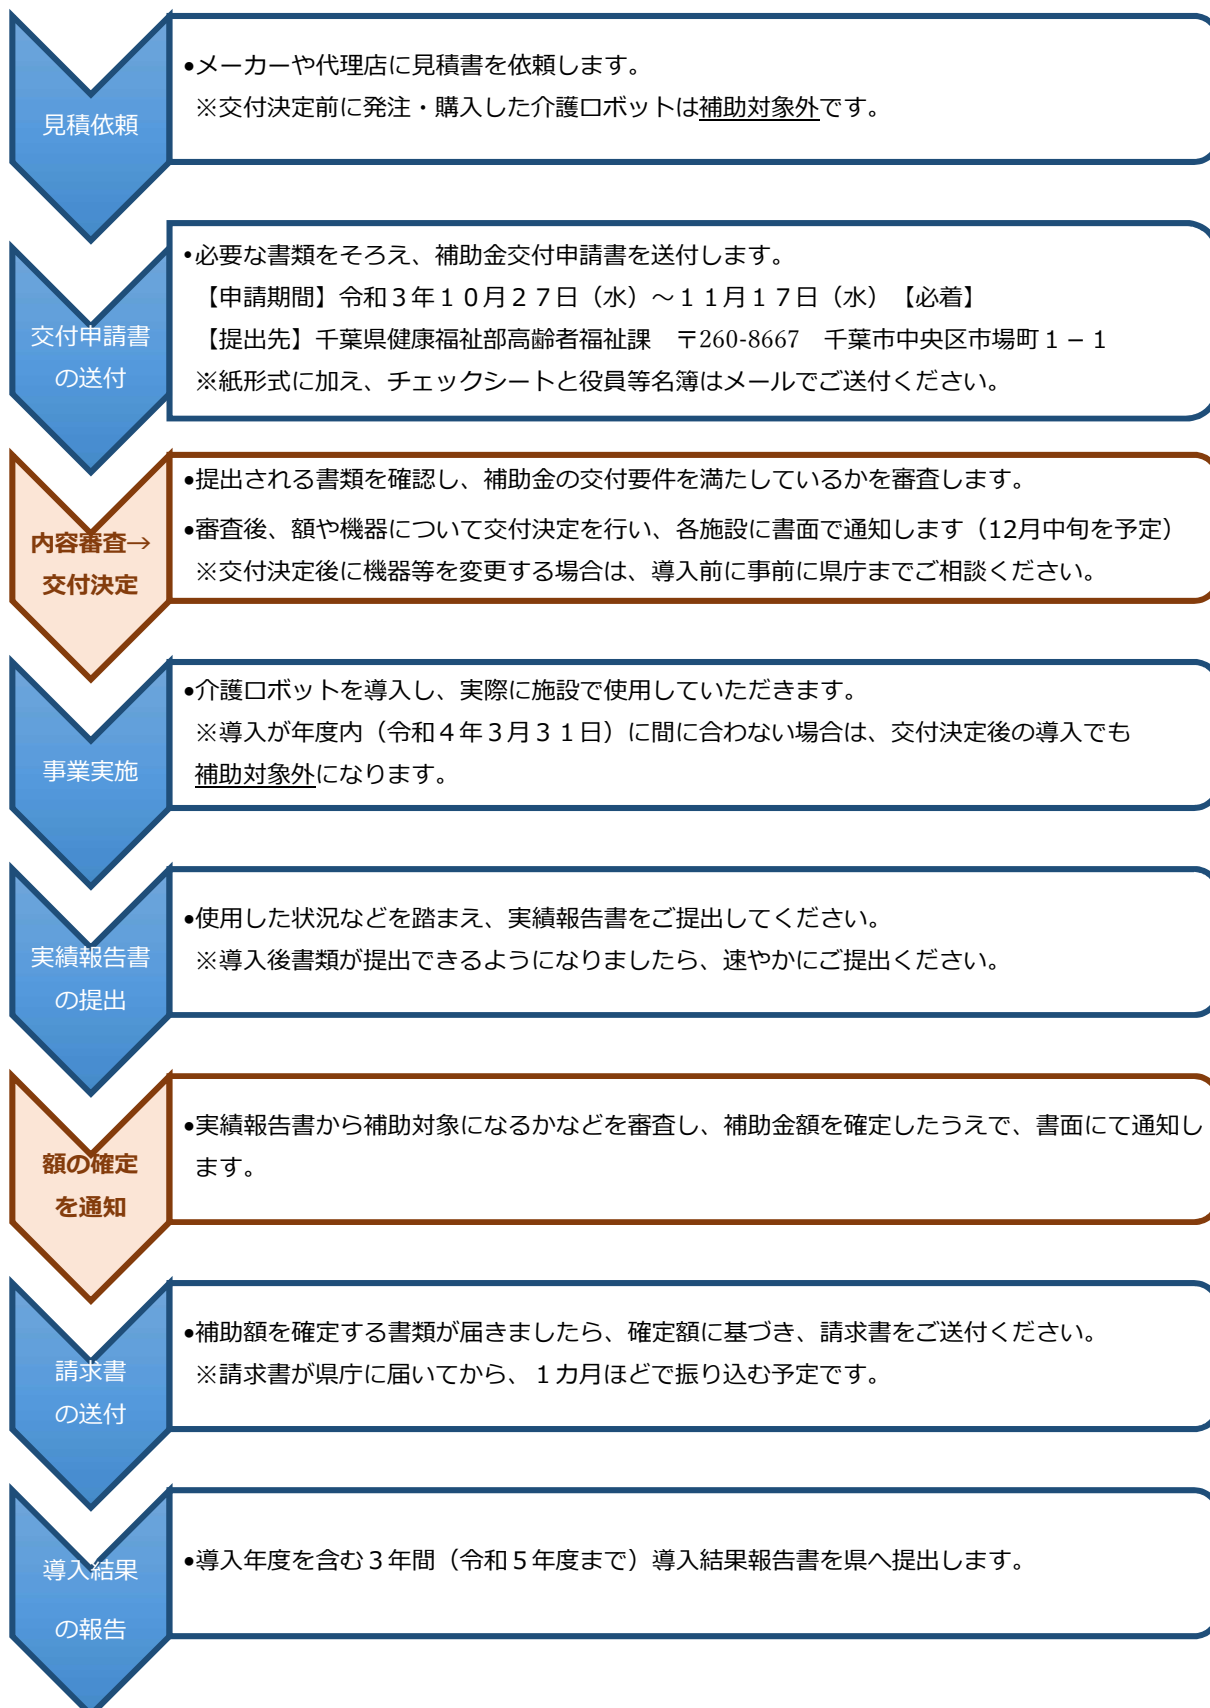 見積依頼
•メーカーや代理店に見積書を依頼します。
※交付決定前に発注・購入した介護ロボットは補助対象外です。
交付申請書
の送付
•必要な書類をそろえ、補助金交付申請書を送付します。
【申請期間】令和３年１０月２７日（水）～１１月１７日（水）【必着】
【提出先】千葉県健康福祉部高齢者福祉課　〒260-8667　千葉市中央区市場町１－１
※紙形式に加え、チェックシートと役員等名簿はメールでご送付ください。
内容審査→
交付決定
•提出される書類を確認し、補助金の交付要件を満たしているかを審査します。
•審査後、額や機器について交付決定を行い、各施設に書面で通知します（12月中旬を予定）
※交付決定後に機器等を変更する場合は、導入前に事前に県庁までご相談ください。
事業実施
•介護ロボットを導入し、実際に施設で使用していただきます。
※導入が年度内（令和４年３月３１日）に間に合わない場合は、交付決定後の導入でも
補助対象外になります。
実績報告書
の提出
•使用した状況などを踏まえ、実績報告書をご提出してください。
※導入後書類が提出できるようになりましたら、速やかにご提出ください。
額の確定
を通知
•実績報告書から補助対象になるかなどを審査し、補助金額を確定したうえで、書面にて通知し
ます。
請求書
の送付
•補助額を確定する書類が届きましたら、確定額に基づき、請求書をご送付ください。
※請求書が県庁に届いてから、１カ月ほどで振り込む予定です。
導入結果
の報告
•導入年度を含む３年間（令和５年度まで）導入結果報告書を県へ提出します。